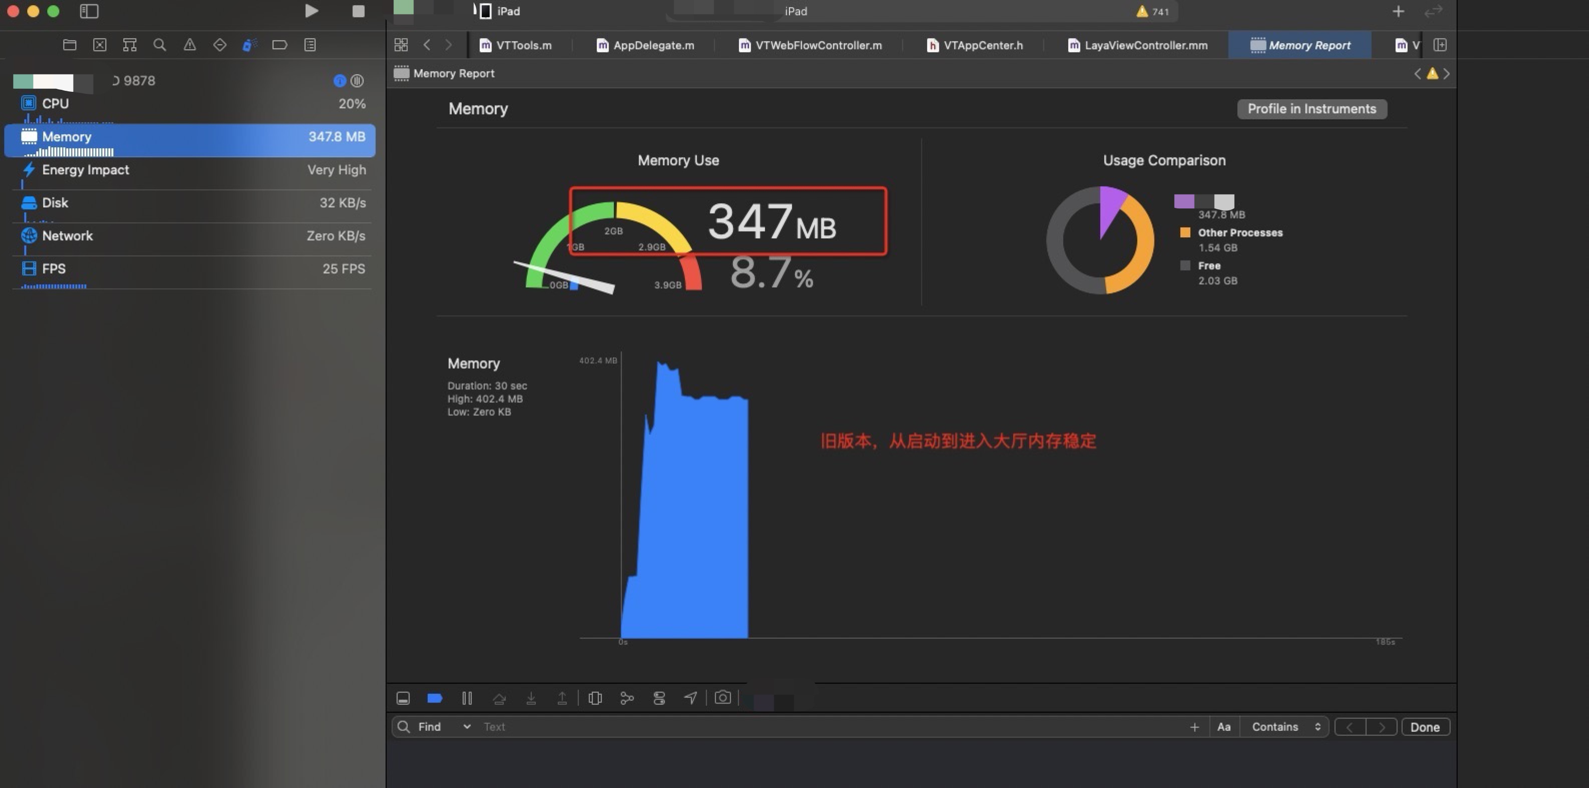 iPad
iPad
741
VTTools.m
AppDelegate.m
VTWebFlowController.m
VTAppCenter.h
LayaViewController.mm
Memory Report
V
Memory Report
9878
CPU
20%
Memory
347.8 MB
Energy Impact
Very High
Disk
32 KB/s
Network
Zero KB/s
FPS
25 FPS
Memory
Profile in Instruments
Memory Use
347 MB
8.7%
0GB
1GB
2GB
2.9GB
3.9GB
Usage Comparison
347.8 MB
Other Processes
1.54 GB
Free
2.03 GB
Memory
Duration: 30 sec
High: 402.4 MB
Low: Zero KB
402.4 MB
旧版本，从启动到进入大厅内存稳定
0s
185s
Find
Text
Aa
Contains
Done